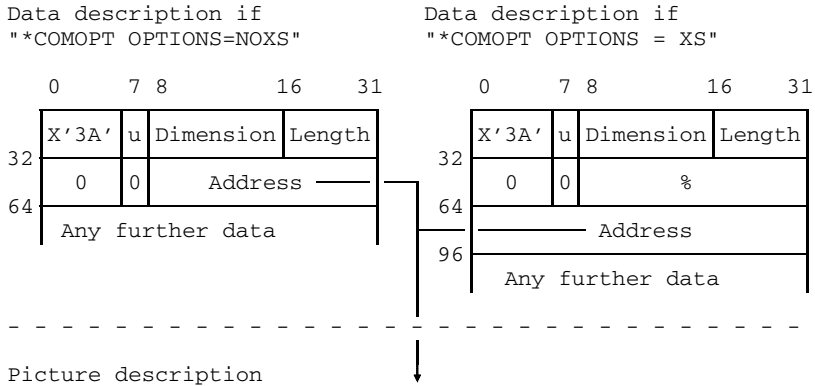 Data description if Data description if
"*COMOPT OPTIONS=NOXS" "*COMOPT OPTIONS = XS"
0 7 8 16 31 0 7 8 16 31
X’3A’ u Dimension Length X’3A’ u Dimension Length
32 32
0 0 Address 0 0 %
64 64
Any further data Address
96
Any further data
Picture description